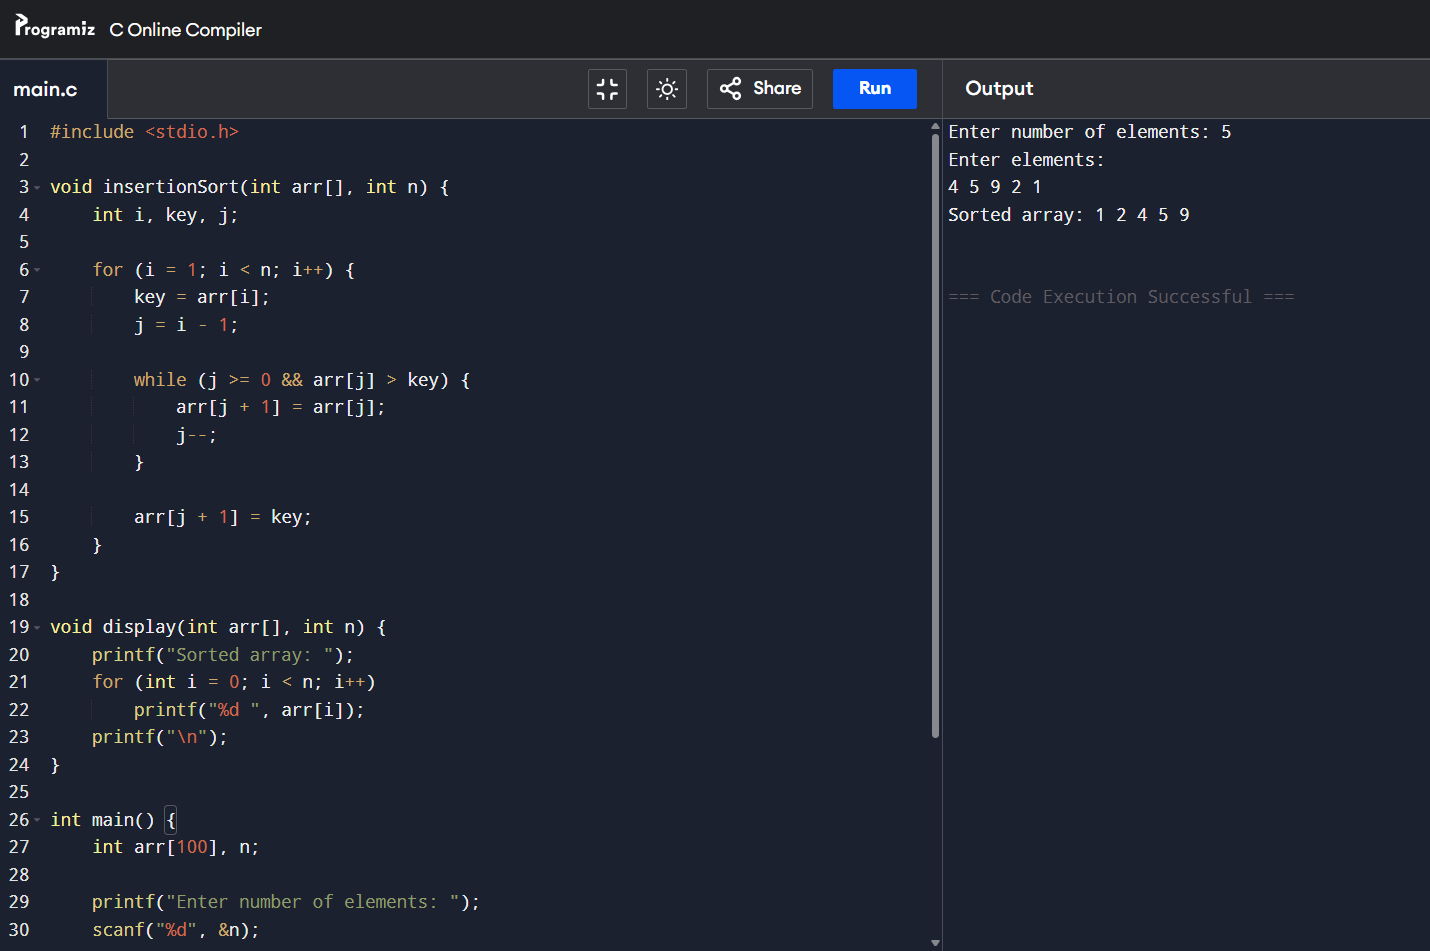 Programiz C Online Compiler
main.c
Share
Run
Output
1 #include <stdio.h>
2
3 void insertionSort(int arr[], int n) {
4     int i, key, j;
5
6     for (i = 1; i < n; i++) {
7         key = arr[i];
8         j = i - 1;
9
10         while (j >= 0 && arr[j] > key) {
11             arr[j + 1] = arr[j];
12             j--;
13         }
14
15         arr[j + 1] = key;
16     }
17 }
18
19 void display(int arr[], int n) {
20     printf("Sorted array: ");
21     for (int i = 0; i < n; i++)
22         printf("%d ", arr[i]);
23     printf("\n");
24 }
25
26 int main() {
27     int arr[100], n;
28
29     printf("Enter number of elements: ");
30     scanf("%d", &n);
Enter number of elements: 5
Enter elements:
4 5 9 2 1
Sorted array: 1 2 4 5 9
=== Code Execution Successful ===